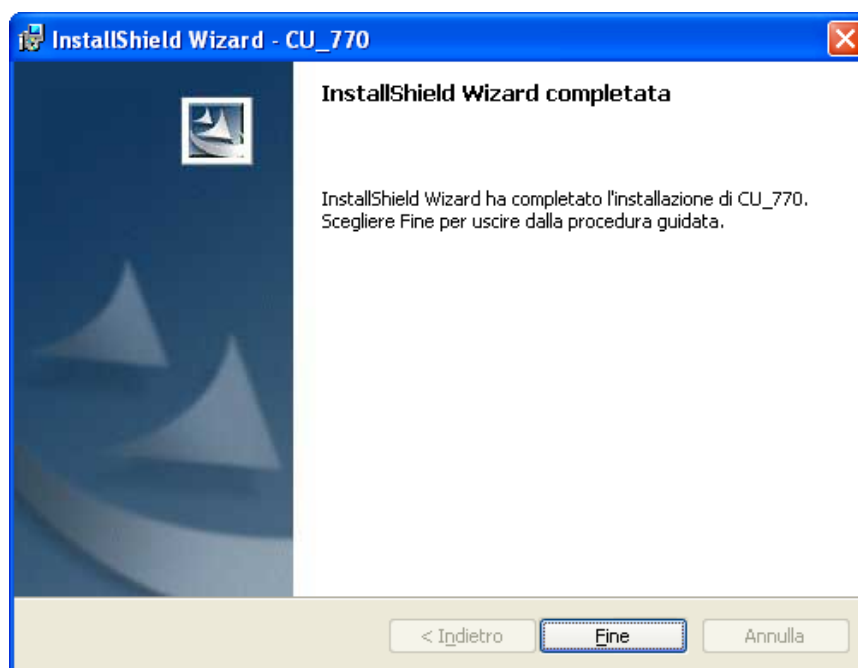 InstallShield Wizard - CU_770
InstallShield Wizard completata
InstallShield Wizard ha completato l'installazione di CU_770.
Scegliere Fine per uscire dalla procedura guidata.
< Indietro
Fine
Annulla